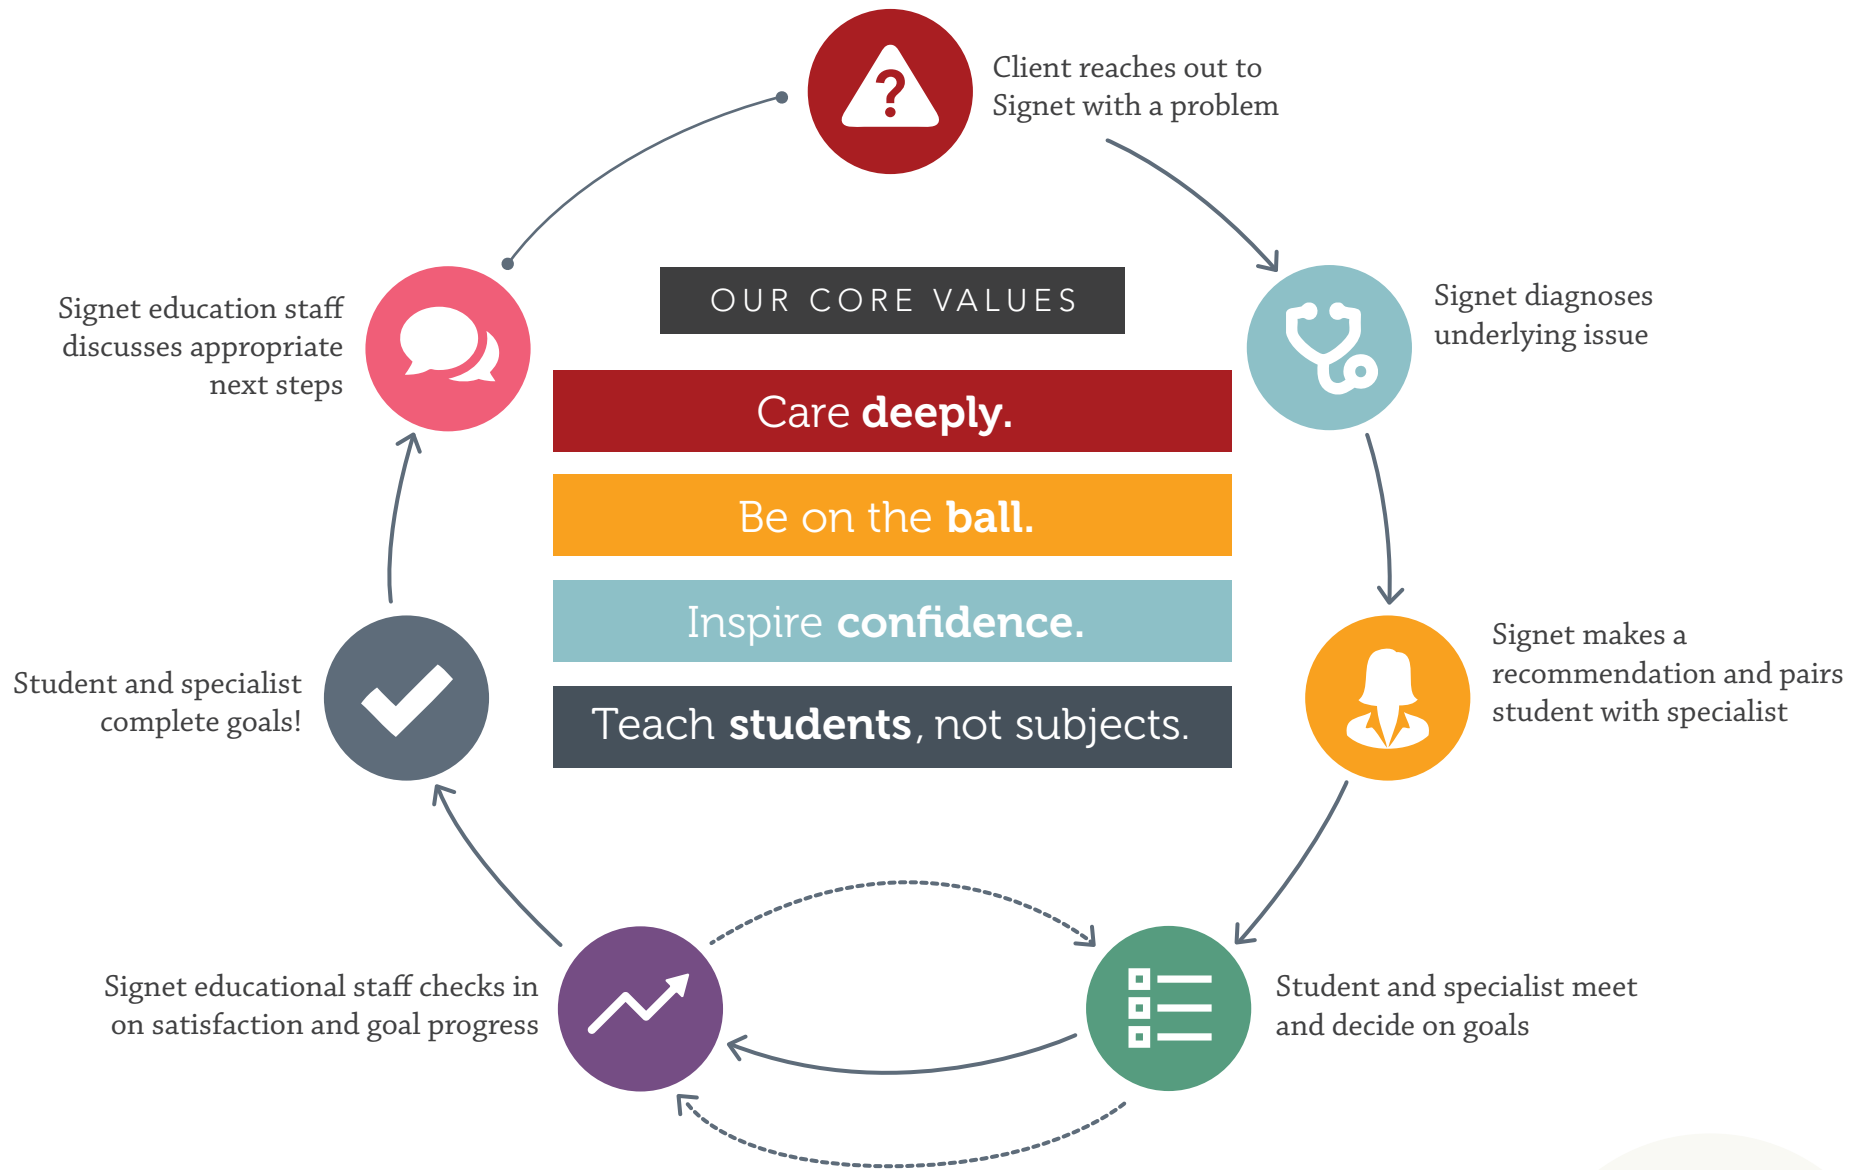 ?
Client reaches out to
Signet with a problem
Signet diagnoses
underlying issue
Signet makes a
recommendation and pairs
student with specialist
Student and specialist meet
and decide on goals
Signet educational staff checks in
on satisfaction and goal progress
Student and specialist
complete goals!
Signet education staff
discusses appropriate
next steps
OUR CORE VALUES
Care deeply.
Be on the ball.
Inspire confidence.
Teach students, not subjects.